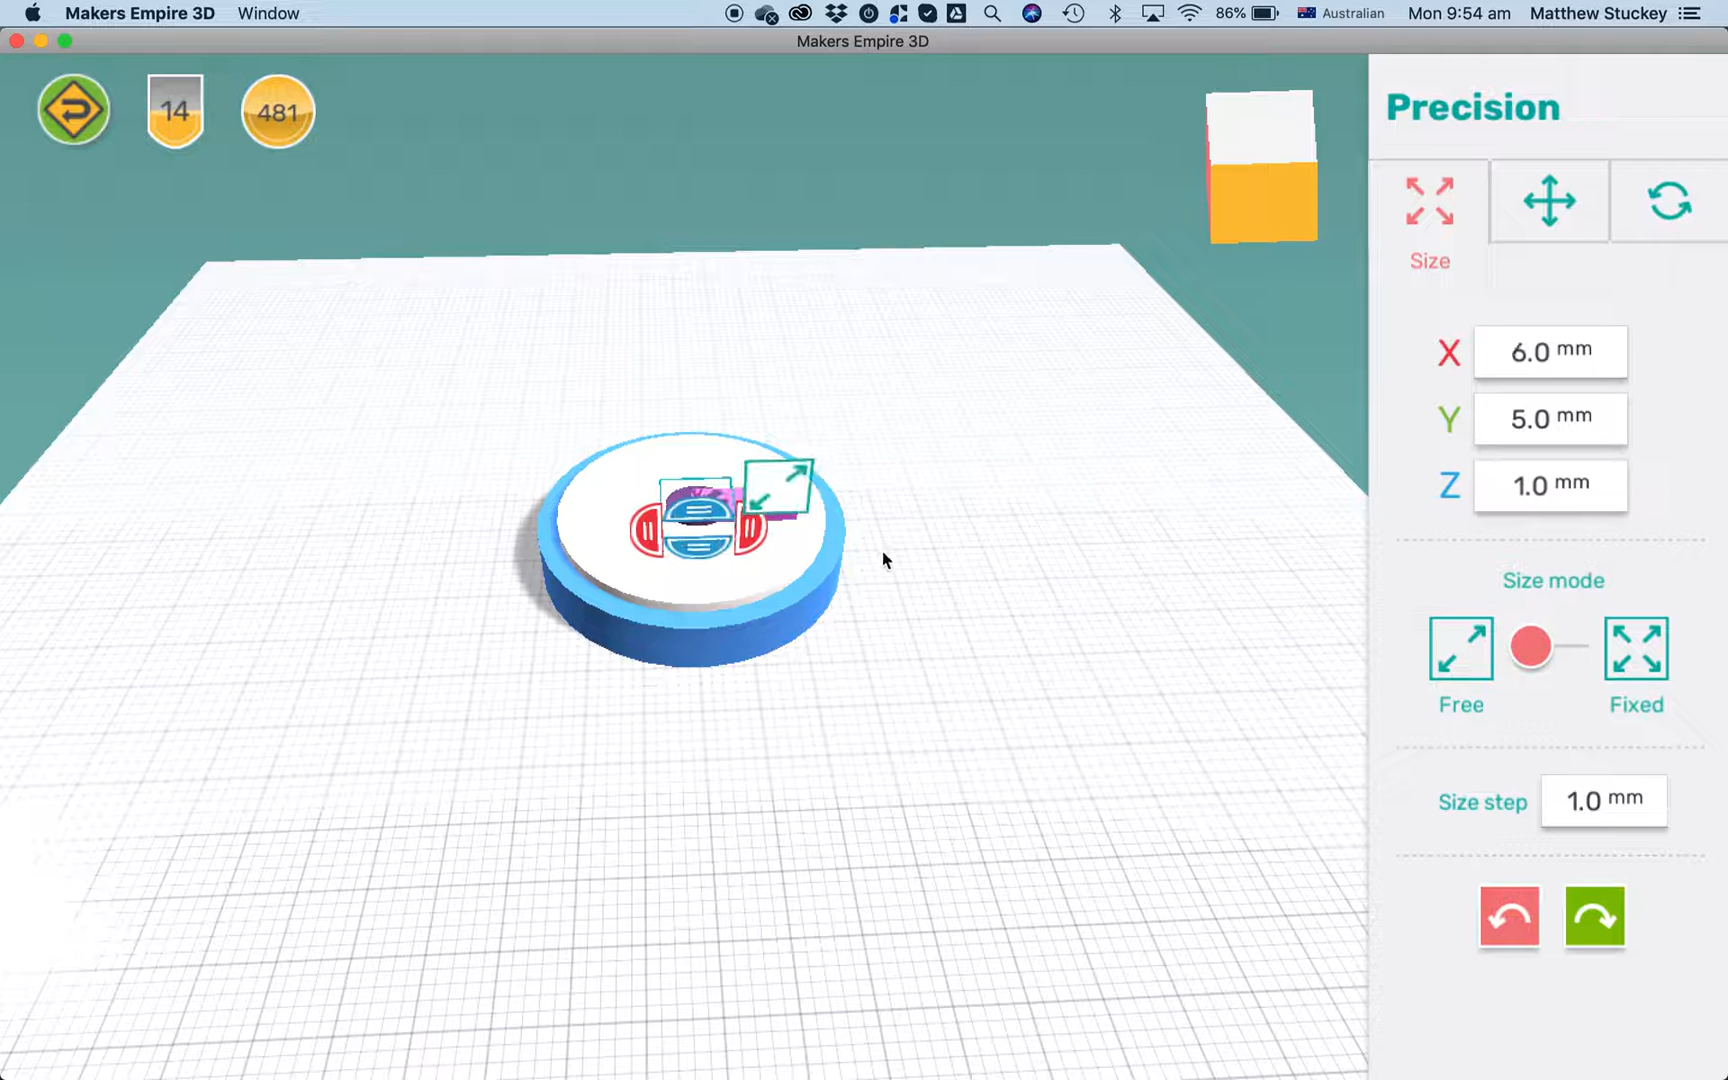 Makers Empire 3D Window 86% Australian Mon 9:54 am Matthew Stuckey
Makers Empire 3D
14
481
Precision
Size
X 6.0 mm
Y 5.0 mm
Z 1.0 mm
Size mode
Free Fixed
Size step 1.0 mm